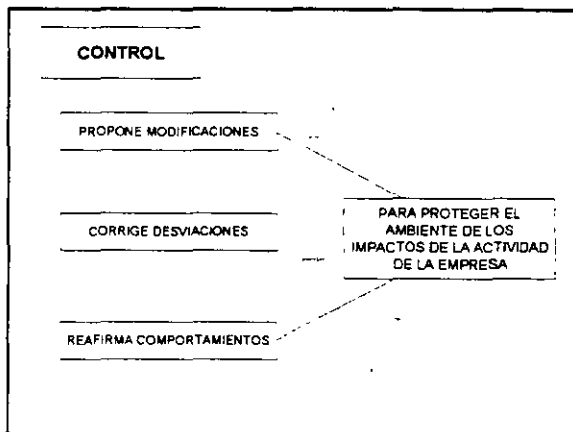 CONTROL
PROPONE MODIFICACIONES
CORRIGE DESVIACIONES
PARA PROTEGER EL
AMBIENTE DE LOS
IMPACTOS DE LA ACTIVIDAD
DE LA EMPRESA
REAFIRMA COMPORTAMIENTOS